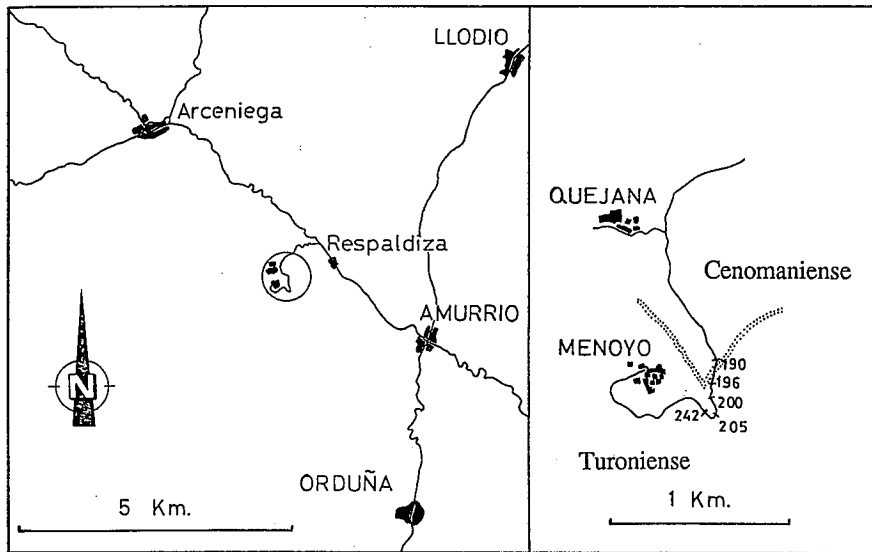 LLODIO
Arceniega
Respaldiza
AMURRIO
N
ORDUÑA
5 Km.
QUEJANA
Cenomaniense
MENOYO
190
196
200
242
205
Turoniense
1 Km.